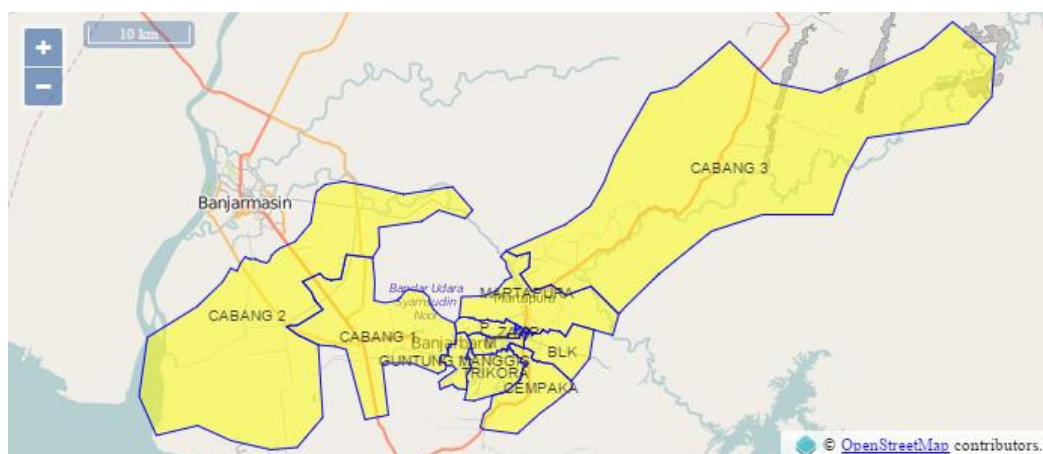 +
10 km
–
CABANG 3
Banjarmasin
Bandar Udara
Syamsudin
Noor
MARTAPURA
Martapura
CABANG 2
CABANG 1
P
Banjarbaru
M
BLK
GUNTUNG MANGGIS
TRIKORA
CEMPAKA
© OpenStreetMap contributors.